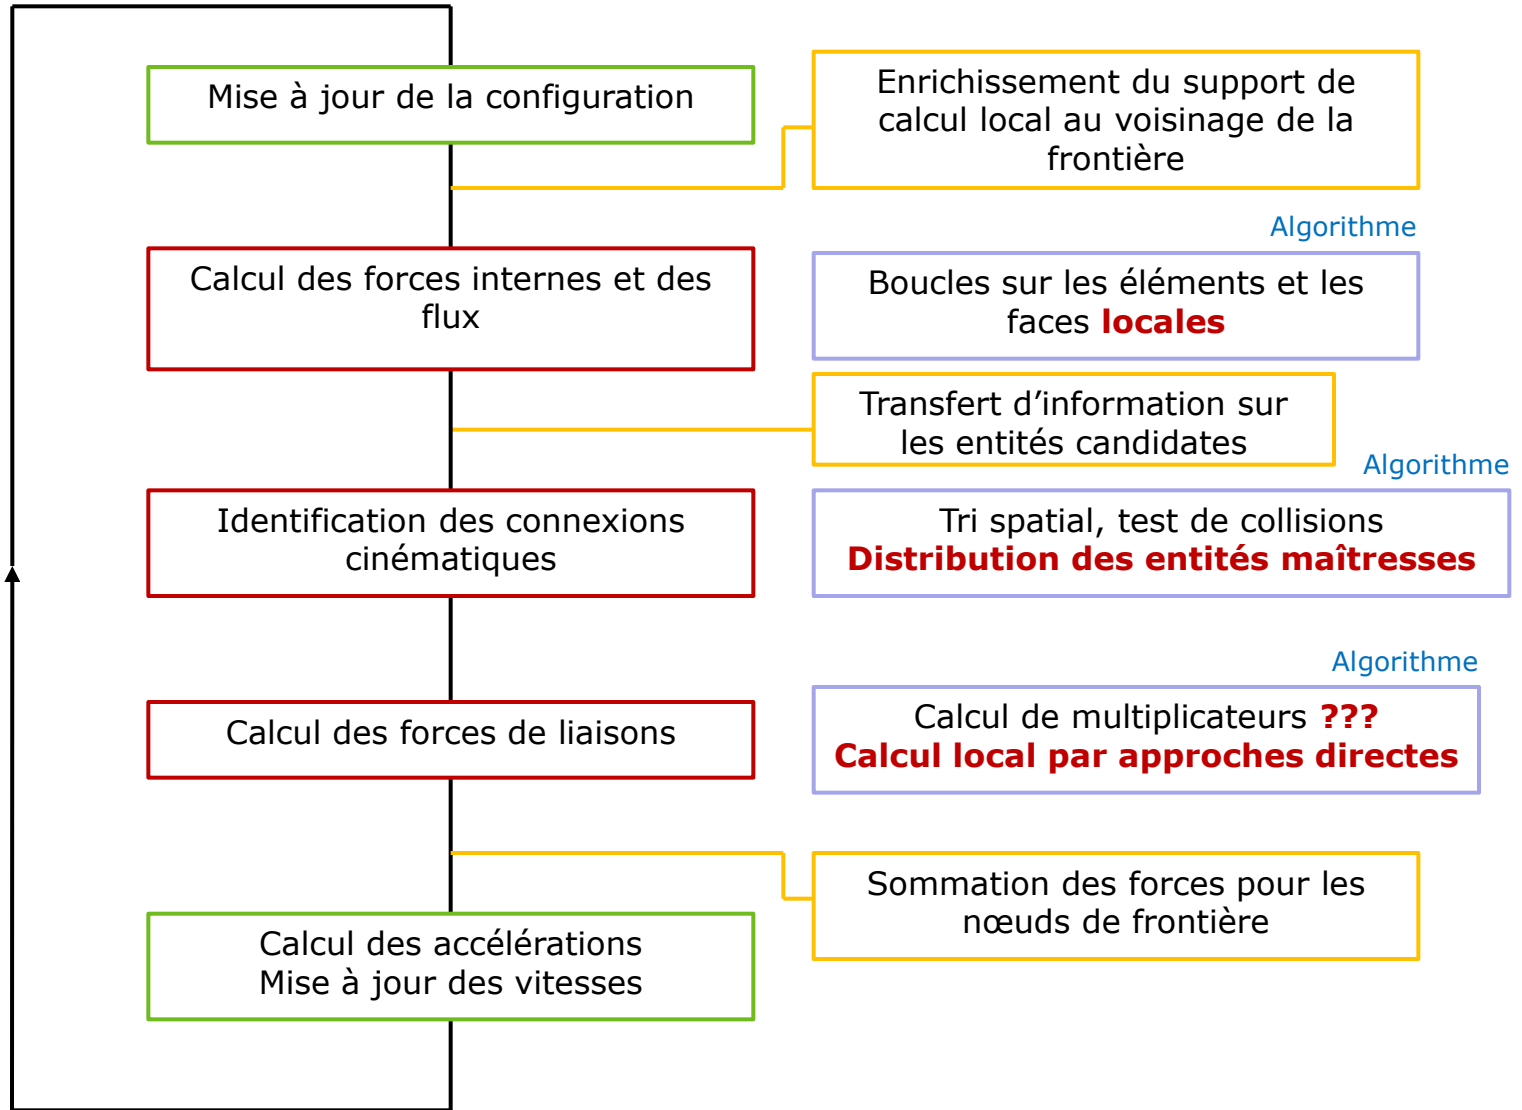 Mise à jour de la configuration
Enrichissement du support de
calcul local au voisinage de la
frontière
Algorithme
Calcul des forces internes et des
flux
Boucles sur les éléments et les
faces locales
Transfert d’information sur
les entités candidates
Algorithme
Identification des connexions
cinématiques
Tri spatial, test de collisions
Distribution des entités maîtresses
Algorithme
Calcul des forces de liaisons
Calcul de multiplicateurs ???
Calcul local par approches directes
Sommation des forces pour les
nœuds de frontière
Calcul des accélérations
Mise à jour des vitesses